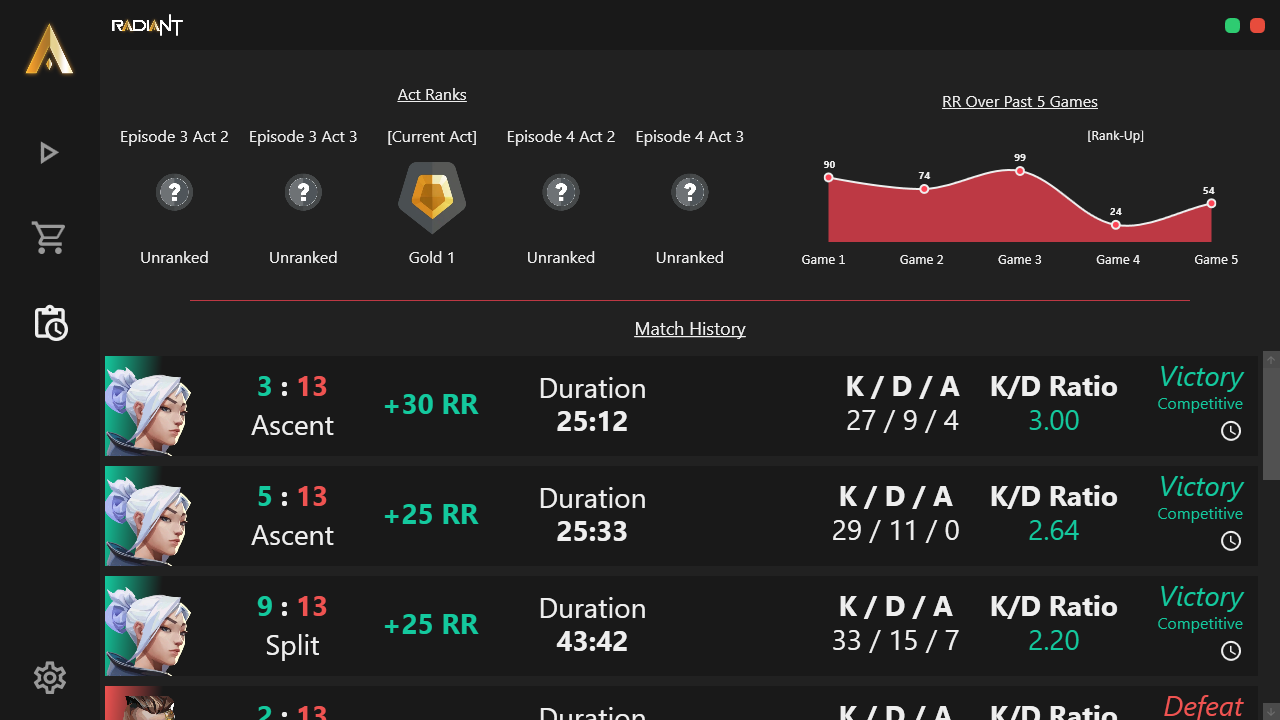 RADIANT
Act Ranks
Episode 3 Act 2 Episode 3 Act 3 [Current Act] Episode 4 Act 2 Episode 4 Act 3
? ? ? ?
Unranked Unranked Gold 1 Unranked Unranked
RR Over Past 5 Games
[Rank-Up]
90 74 99 24 54
Game 1 Game 2 Game 3 Game 4 Game 5
Match History
3 : 13
Ascent
+30 RR
Duration
25:12
K / D / A
27 / 9 / 4
K/D Ratio
3.00
Victory
Competitive
5 : 13
Ascent
+25 RR
Duration
25:33
K / D / A
29 / 11 / 0
K/D Ratio
2.64
Victory
Competitive
9 : 13
Split
+25 RR
Duration
43:42
K / D / A
33 / 15 / 7
K/D Ratio
2.20
Victory
Competitive
2 : 13
Duration
K / D / A
K/D Ratio
Defeat